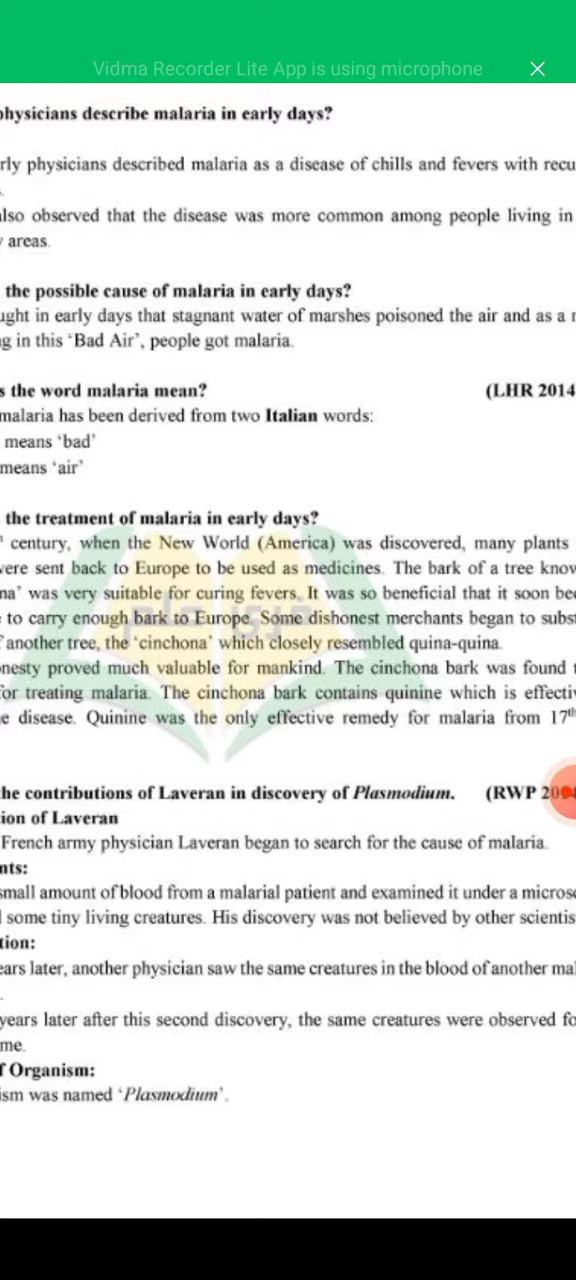 Vidma Recorder Lite App is using microphone
physicians describe malaria in early days?
rly physicians described malaria as a disease of chills and fevers with recu
also observed that the disease was more common among people living in
areas.
the possible cause of malaria in early days?
ught in early days that stagnant water of marshes poisoned the air and as a r
g in this ‘Bad Air’, people got malaria.
s the word malaria mean? (LHR 2014
malaria has been derived from two Italian words:
means ‘bad’
means ‘air’
the treatment of malaria in early days?
century, when the New World (America) was discovered, many plants
were sent back to Europe to be used as medicines. The bark of a tree know
na’ was very suitable for curing fevers. It was so beneficial that it soon bec
to carry enough bark to Europe. Some dishonest merchants began to subst
f another tree, the ‘cinchona’ which closely resembled quina-quina.
onesty proved much valuable for mankind. The cinchona bark was found t
for treating malaria. The cinchona bark contains quinine which is effectiv
e disease. Quinine was the only effective remedy for malaria from 17th
the contributions of Laveran in discovery of Plasmodium. (RWP
ion of Laveran
French army physician Laveran began to search for the cause of malaria.
nts:
small amount of blood from a malarial patient and examined it under a microsc
some tiny living creatures. His discovery was not believed by other scientis
tion:
ears later, another physician saw the same creatures in the blood of another mal
years later after this second discovery, the same creatures were observed fo
me.
f Organism:
ism was named ‘Plasmodium’.